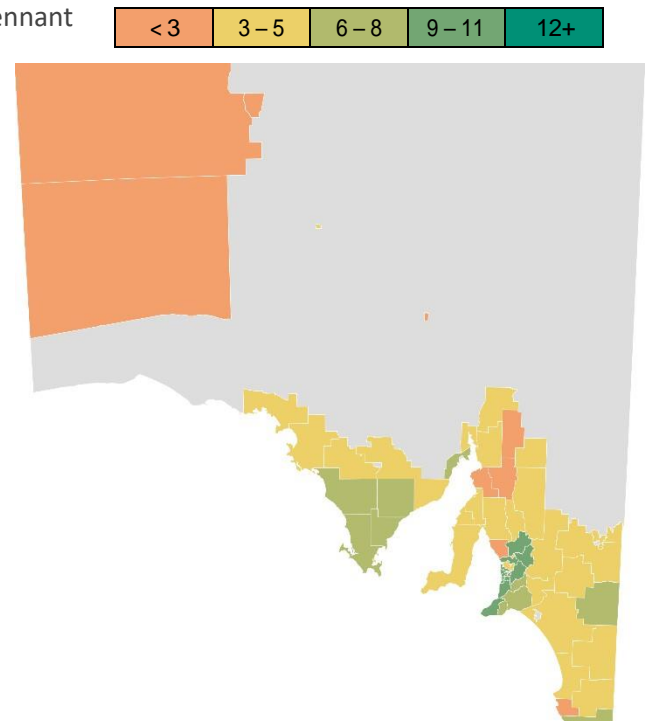 ennant
< 3 3 – 5 6 – 8 9 – 11 12+